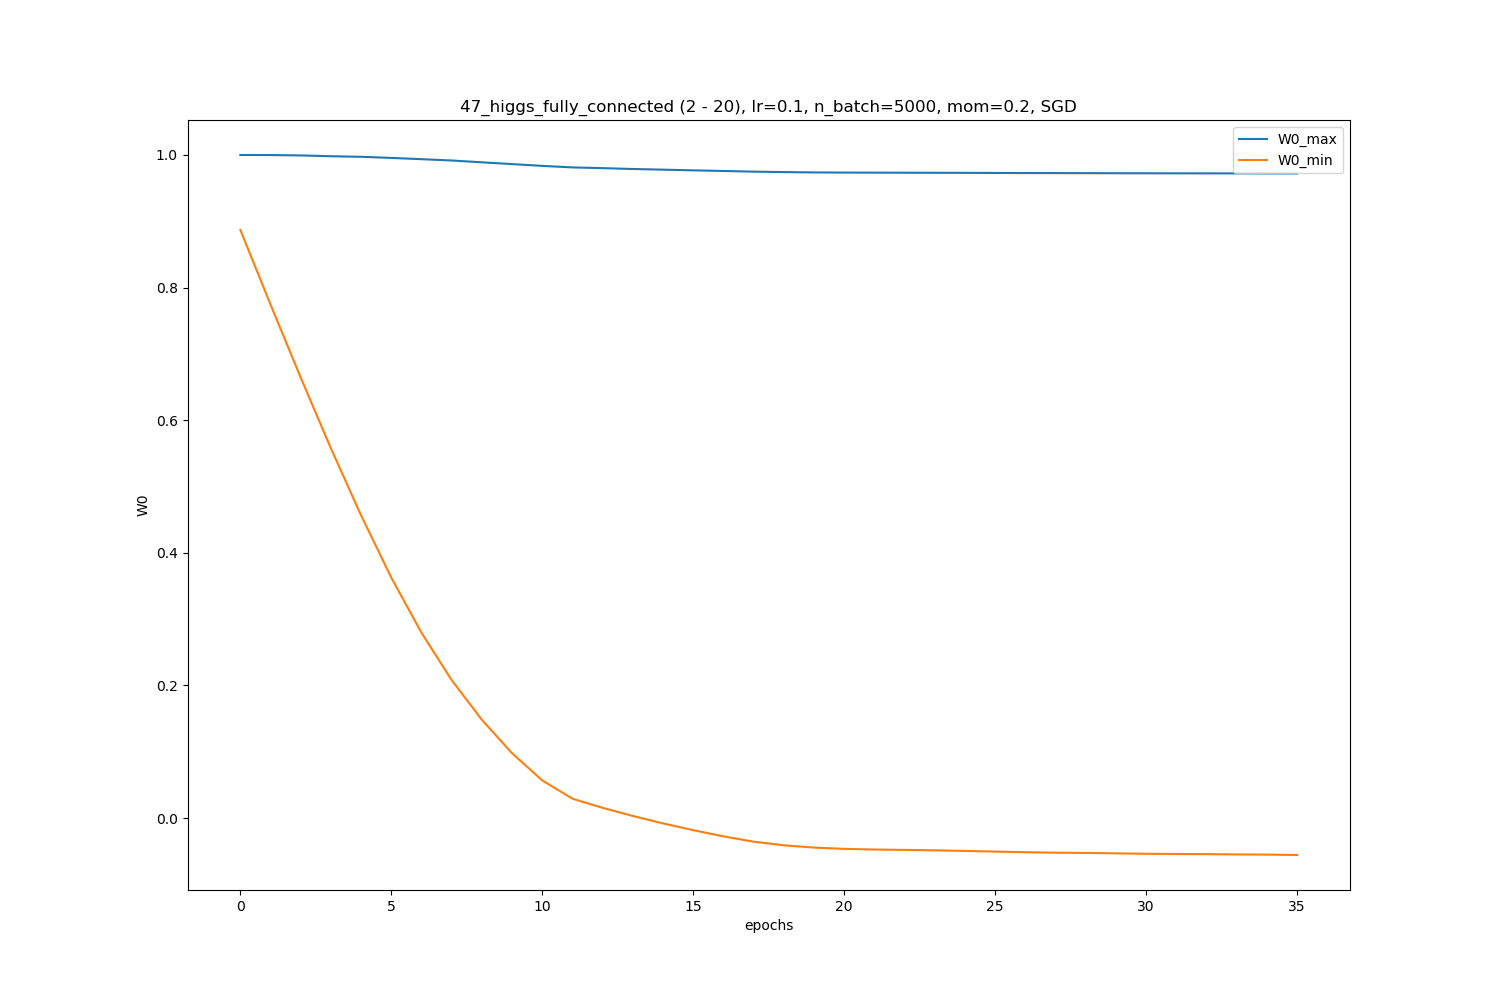 47_higgs_fully_connected (2 - 20), lr=0.1, n_batch=5000, mom=0.2, SGD
W0_max
W0_min
1.0
0.8
0.6
0.4
0.2
0.0
W0
0 5 10 15 20 25 30 35
epochs